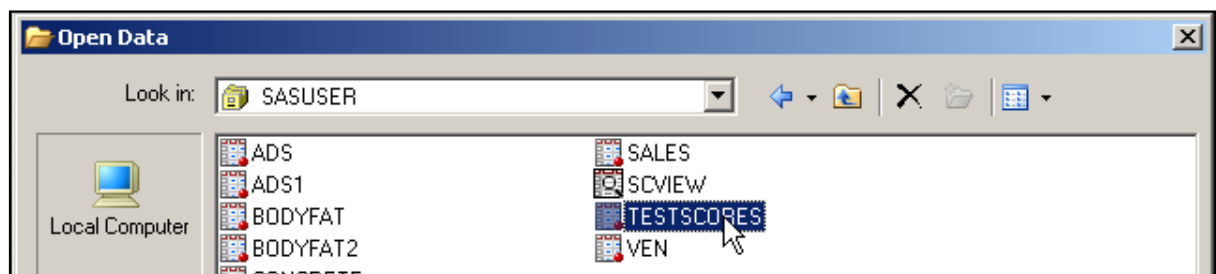 Open Data
Look in: SASUSER
Local Computer
ADS
ADS1
BODYFAT
BODYFAT2
SALES
SCVIEW
TESTSCORES
VEN